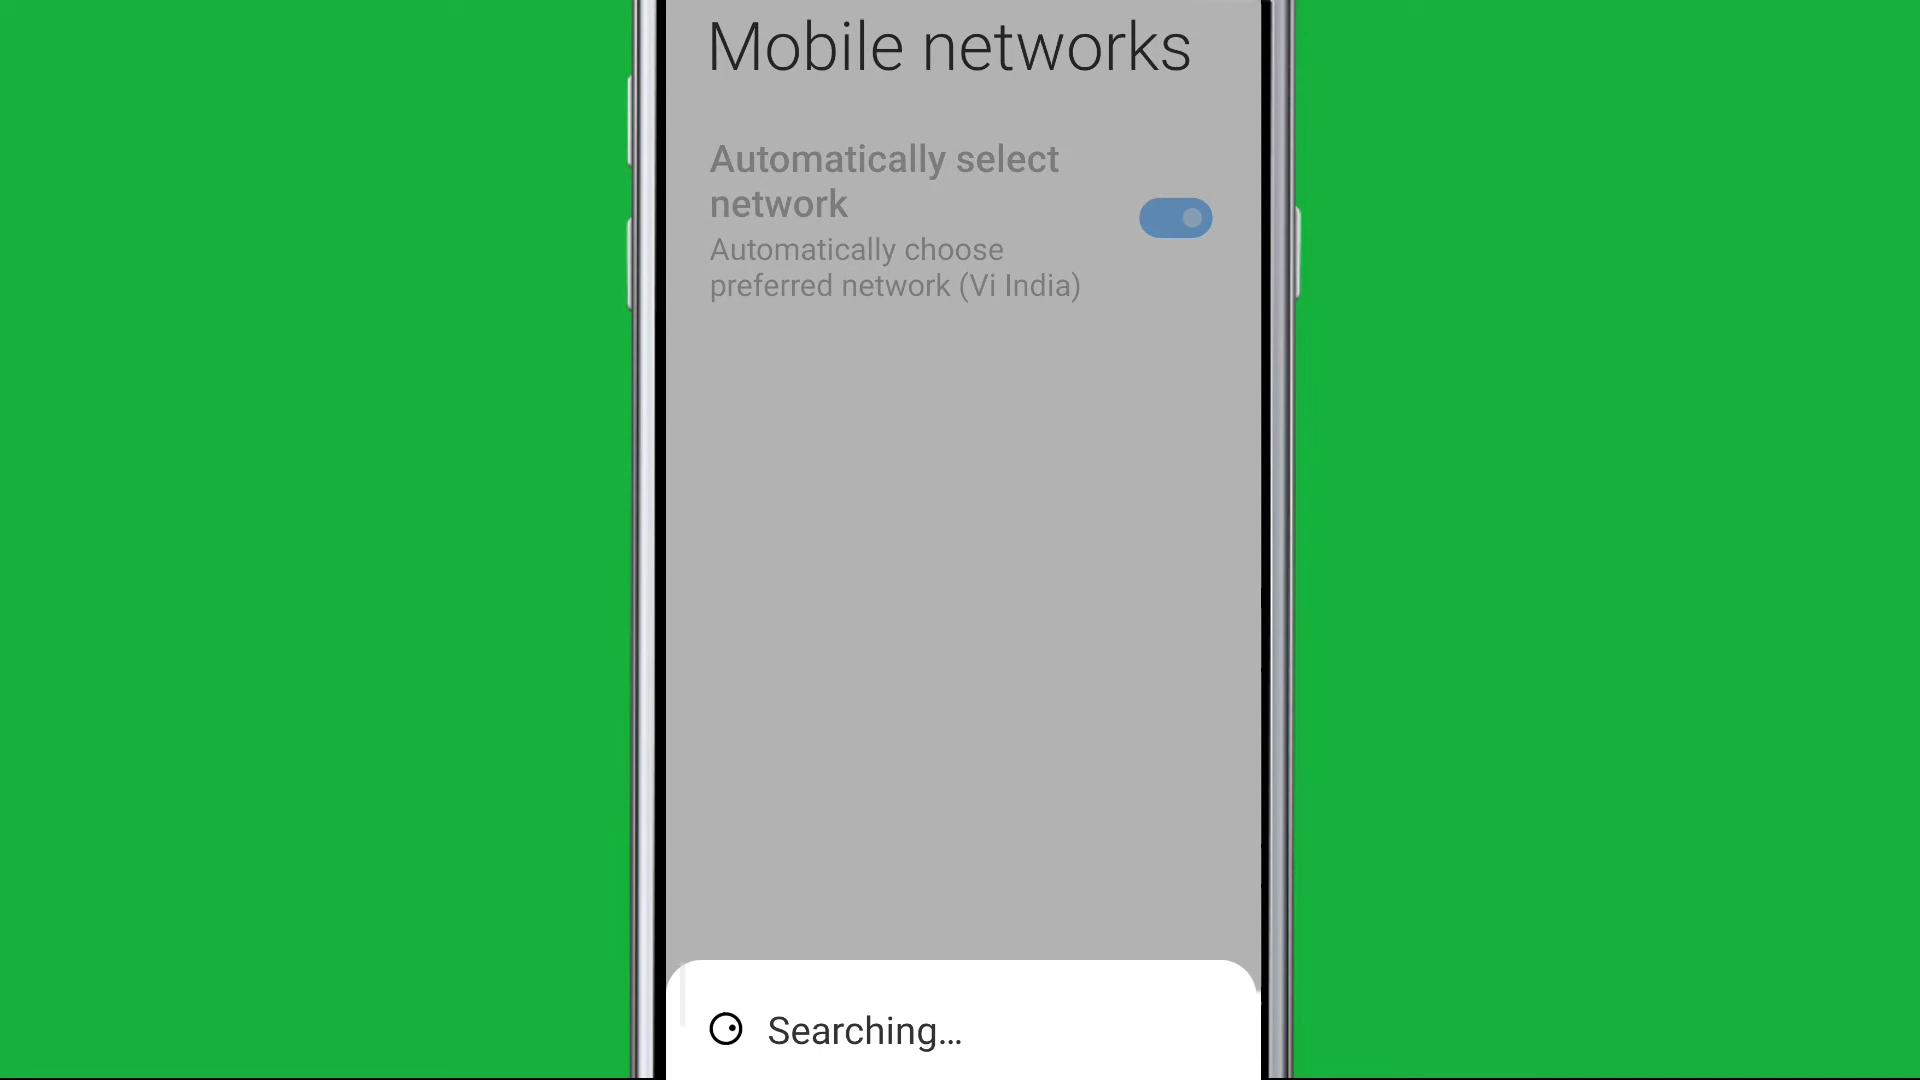 Mobile networks
Automatically select
network
Automatically choose
preferred network (Vi India)
Searching...